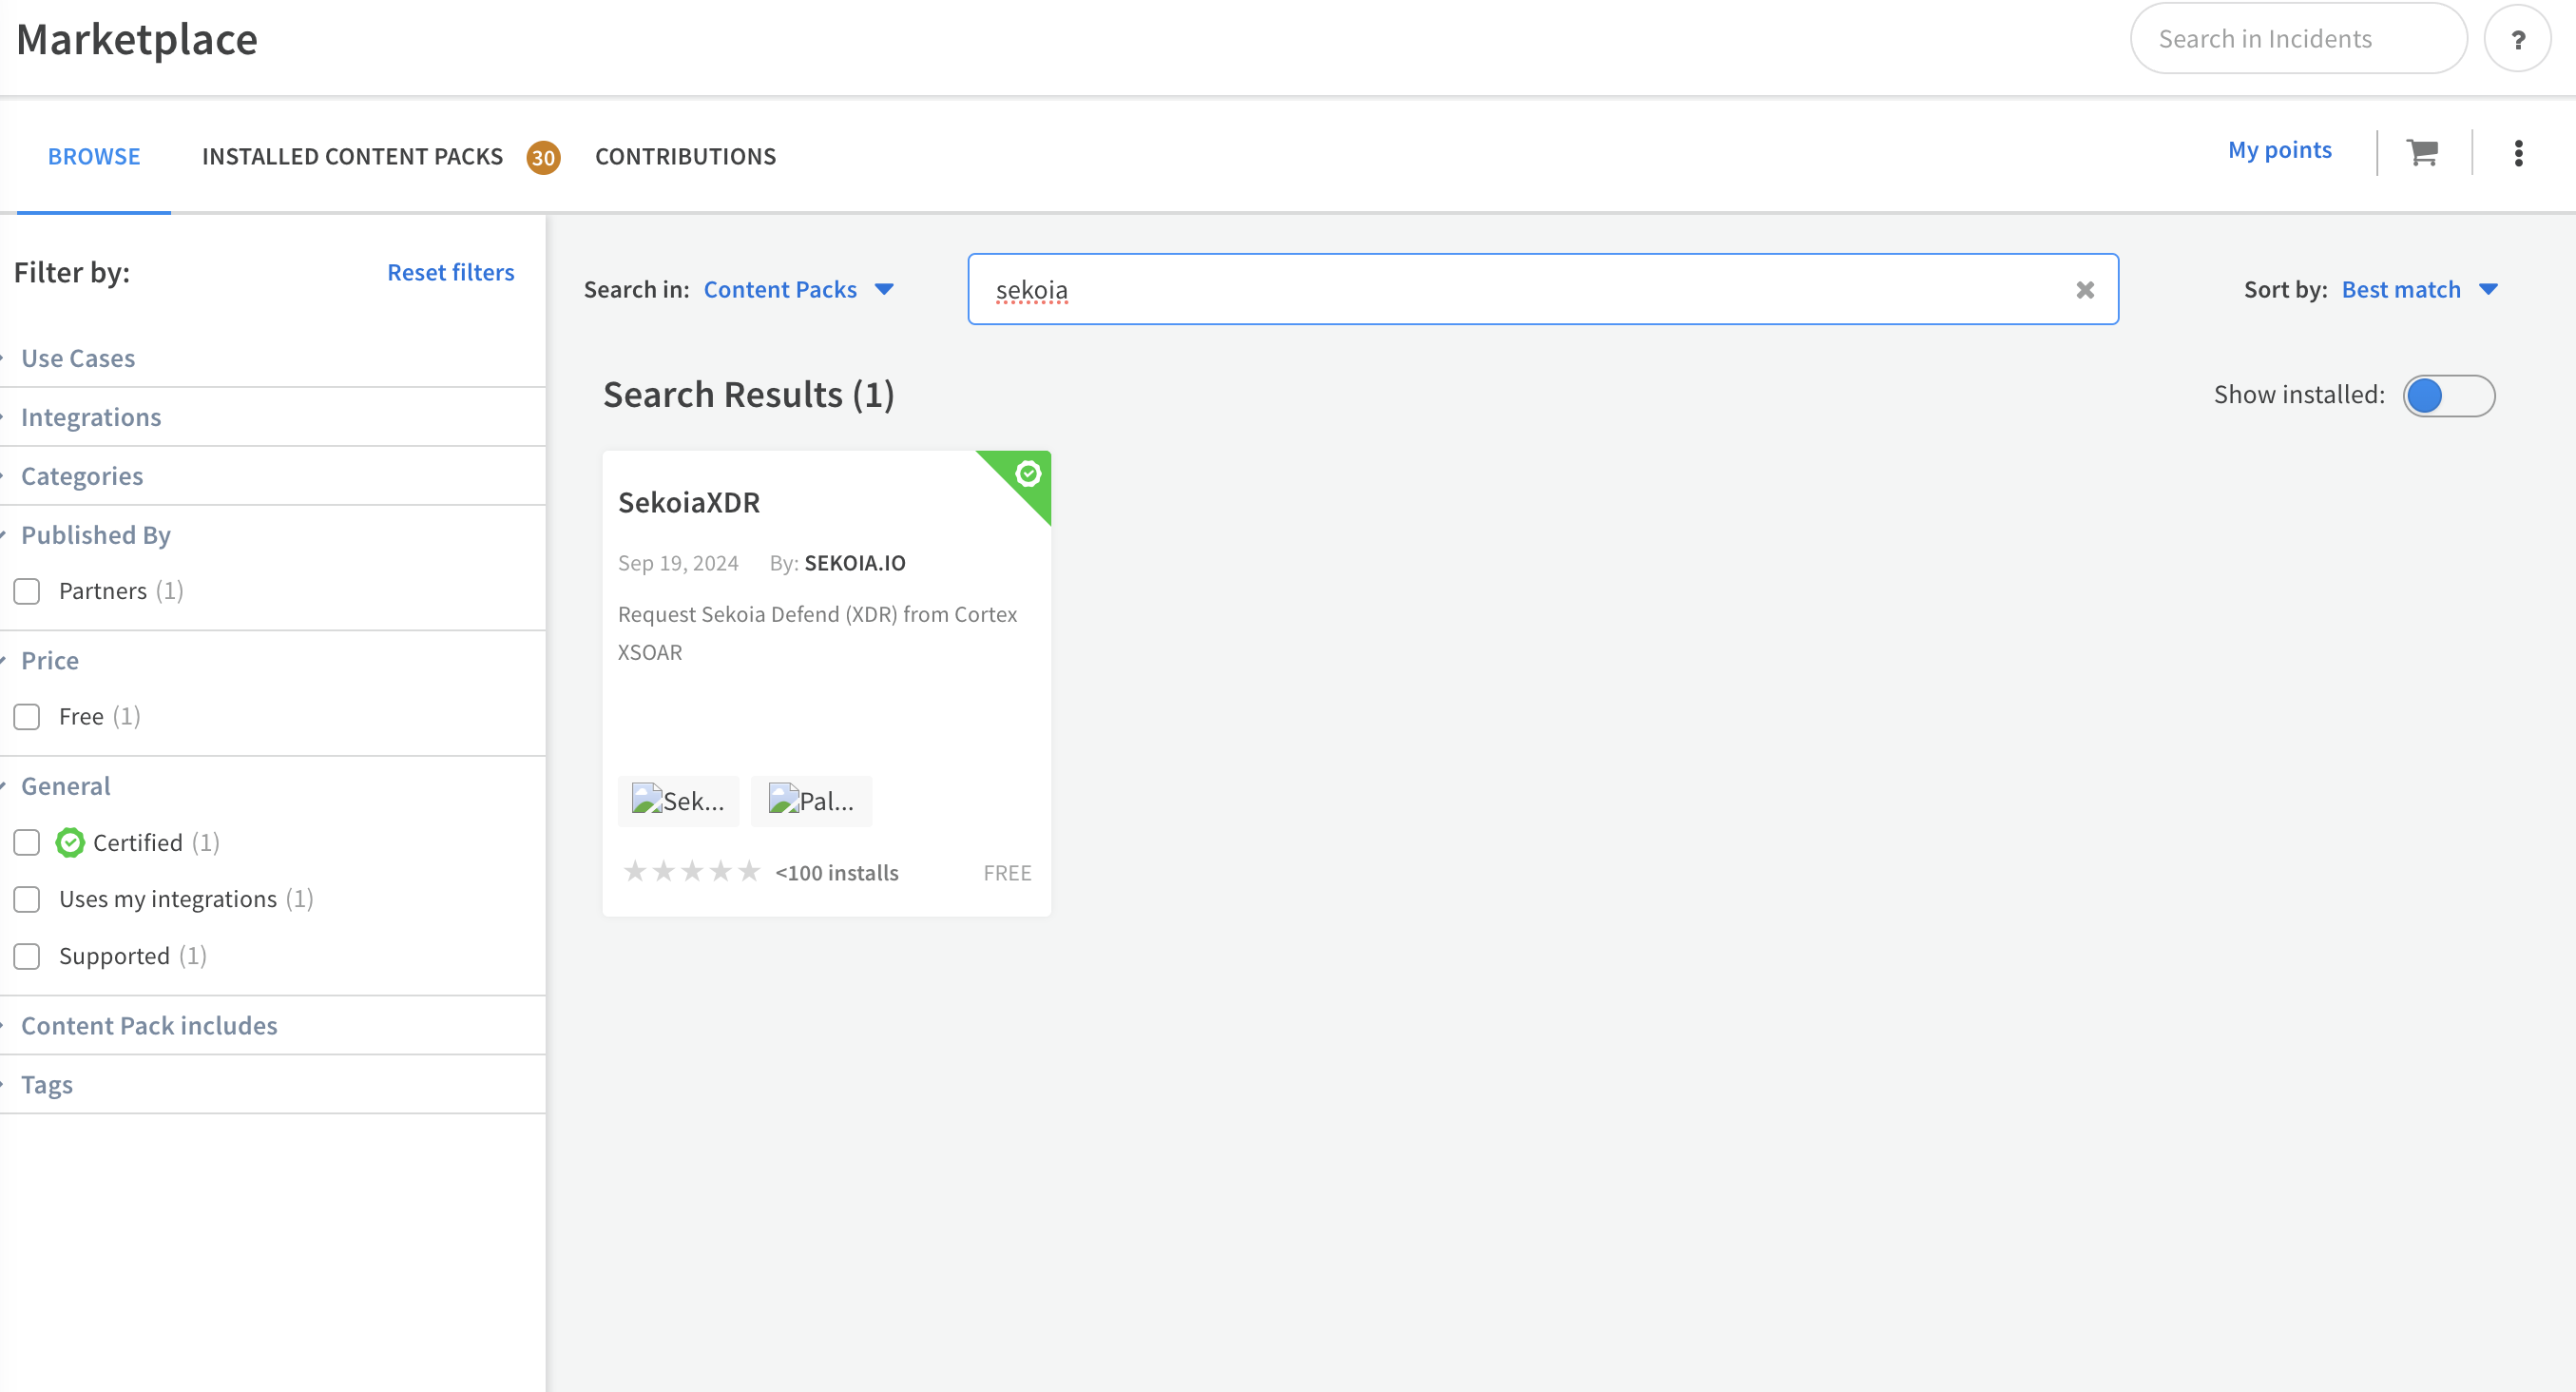 Marketplace
Search in Incidents
?
BROWSE
INSTALLED CONTENT PACKS 30
CONTRIBUTIONS
My points
Filter by:
Reset filters
Use Cases
Integrations
Categories
Published By
Partners (1)
Price
Free (1)
General
Certified (1)
Uses my integrations (1)
Supported (1)
Content Pack includes
Tags
Search in: Content Packs
sekoia
Sort by: Best match
Search Results (1)
Show installed:
SekoiaXDR
Sep 19, 2024 By: SEKOIA.IO
Request Sekoia Defend (XDR) from Cortex
XSOAR
Sek... Pal...
<100 installs FREE